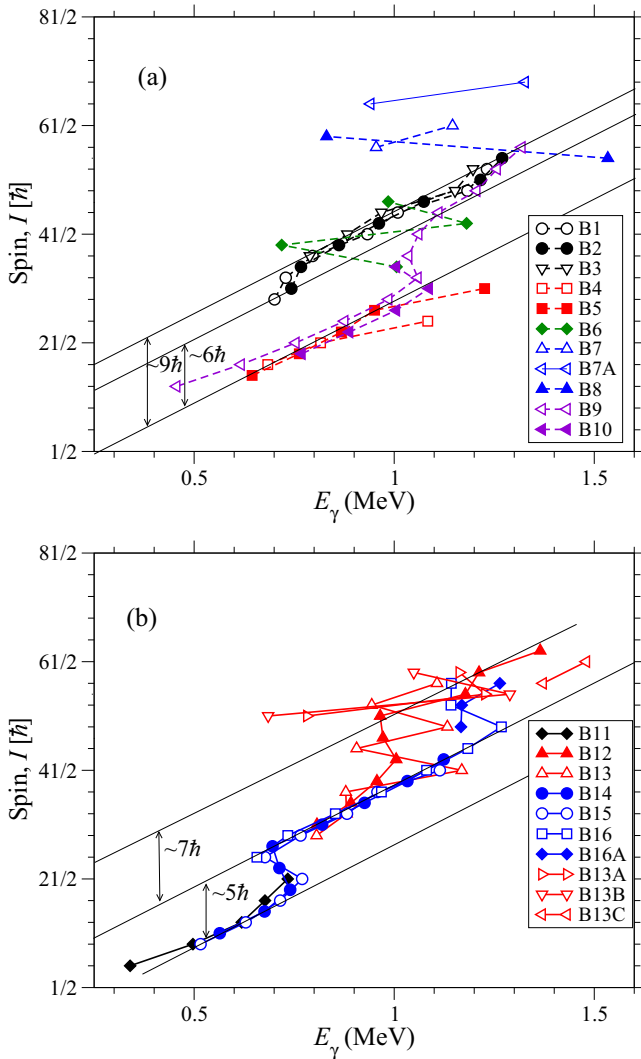 81/2
(a)
61/2
Spin, I [ħ]
41/2
21/2
~9ħ
~6ħ
1/2
B1
B2
B3
B4
B5
B6
B7
B7A
B8
B9
B10
0.5
1
1.5
Eγ (MeV)
81/2
(b)
61/2
Spin, I [ħ]
41/2
21/2
~7ħ
~5ħ
1/2
B11
B12
B13
B14
B15
B16
B16A
B13A
B13B
B13C
0.5
1
1.5
Eγ (MeV)